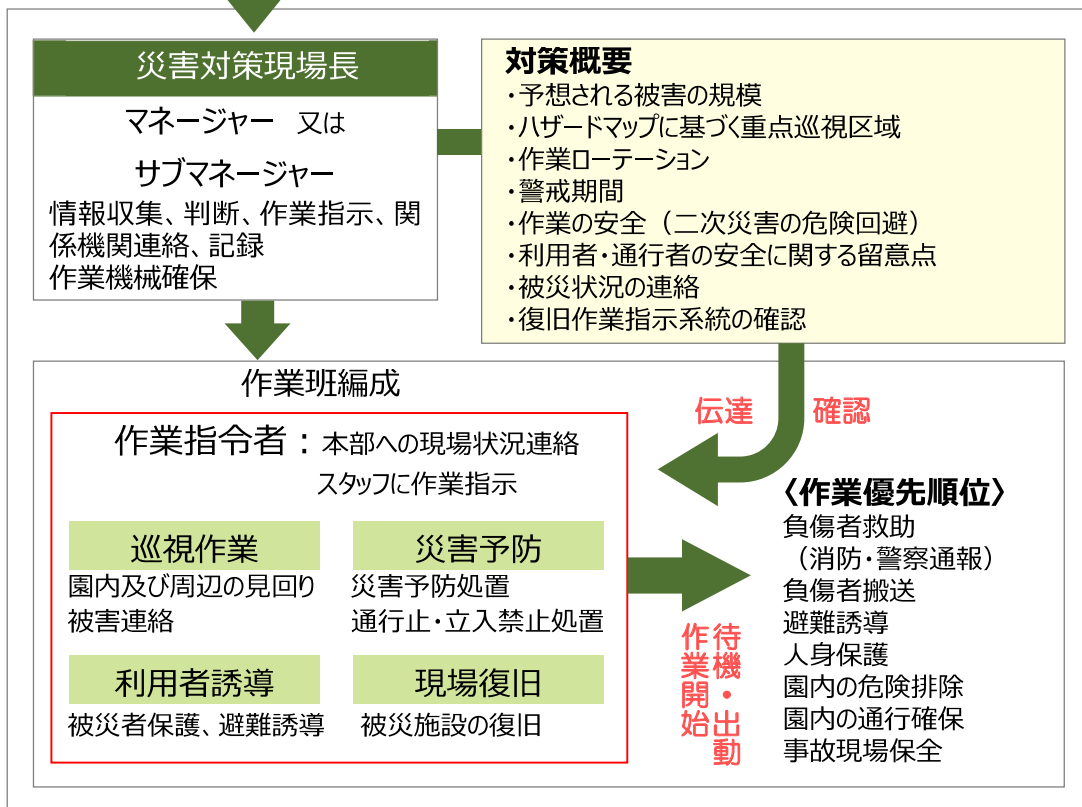 災害対策現場長
マネージャー 又は
サブマネージャー
情報収集、判断、作業指示、関
係機関連絡、記録
作業機械確保
対策概要
・予想される被害の規模
・ハザードマップに基づく重点巡視区域
・作業ローテーション
・警戒期間
・作業の安全（二次災害の危険回避）
・利用者・通行者の安全に関する留意点
・被災状況の連絡
・復旧作業指示系統の確認
作業班編成
伝達 確認
作業指令者：本部への現場状況連絡
スタッフに作業指示
巡視作業
園内及び周辺の見回り
被害連絡
災害予防
災害予防処置
通行止・立入禁止処置
利用者誘導
被災者保護、避難誘導
現場復旧
被災施設の復旧
待機・出動
作業開始
〈作業優先順位〉
負傷者救助
（消防・警察通報）
負傷者搬送
避難誘導
人身保護
園内の危険排除
園内の通行確保
事故現場保全